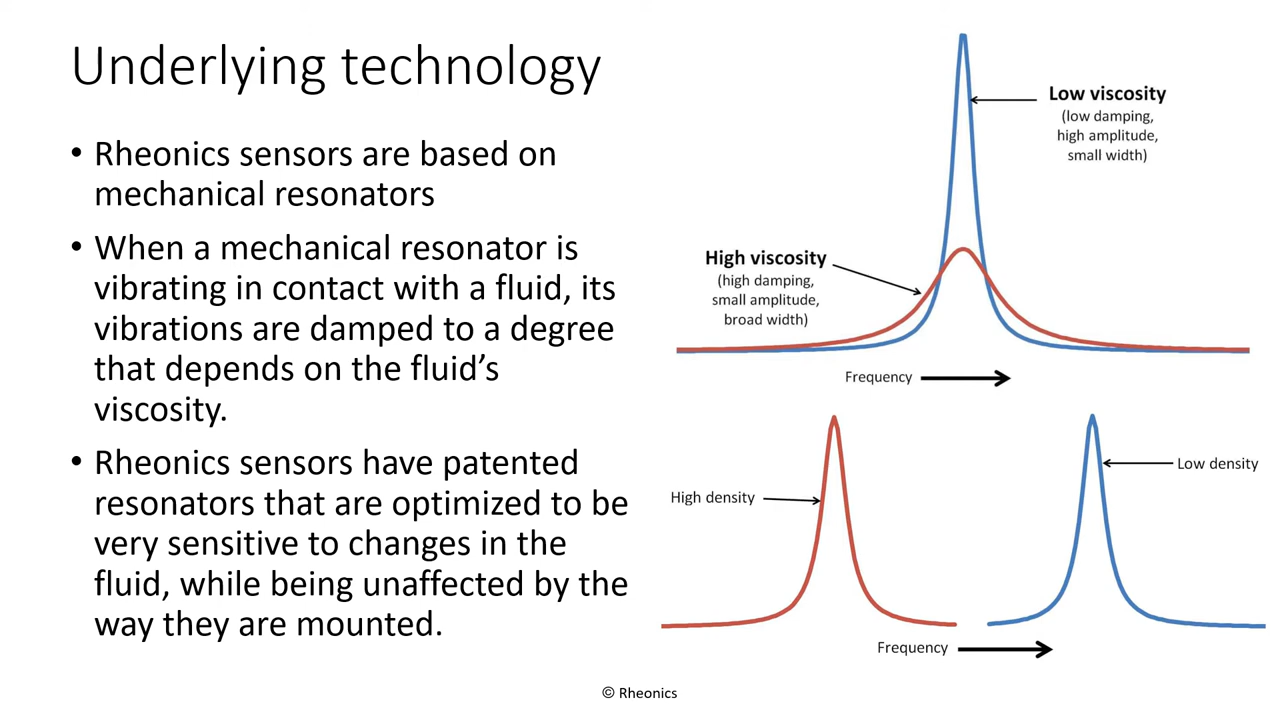 Underlying technology
• Rheonics sensors are based on
mechanical resonators
• When a mechanical resonator is
vibrating in contact with a fluid, its
vibrations are damped to a degree
that depends on the fluid’s
viscosity.
• Rheonics sensors have patented
resonators that are optimized to be
very sensitive to changes in the
fluid, while being unaffected by the
way they are mounted.
Low viscosity
(low damping,
high amplitude,
small width)
High viscosity
(high damping,
small amplitude,
broad width)
Frequency
High density
Low density
Frequency
© Rheonics